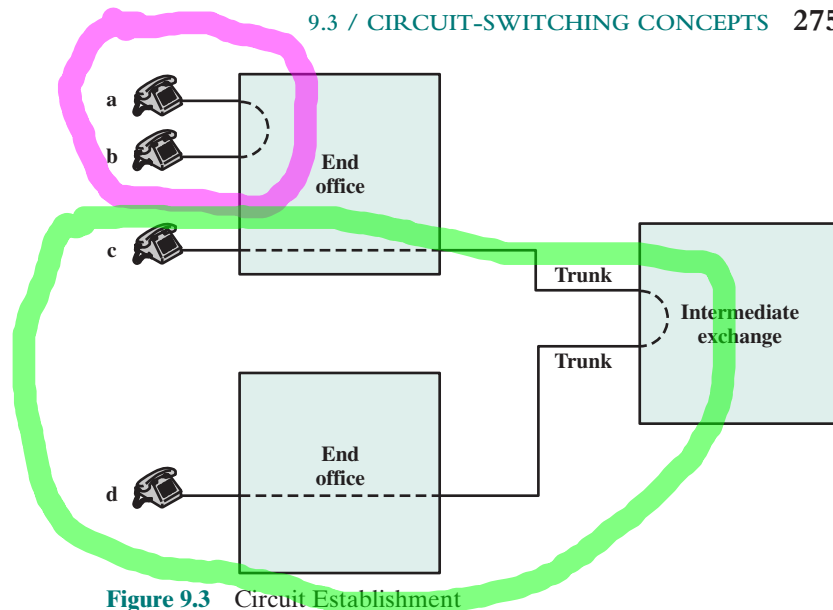 9.3 / CIRCUIT-SWITCHING CONCEPTS 275
a
b
End
office
c
Trunk
Intermediate
exchange
Trunk
End
office
d
Figure 9.3 Circuit Establishment